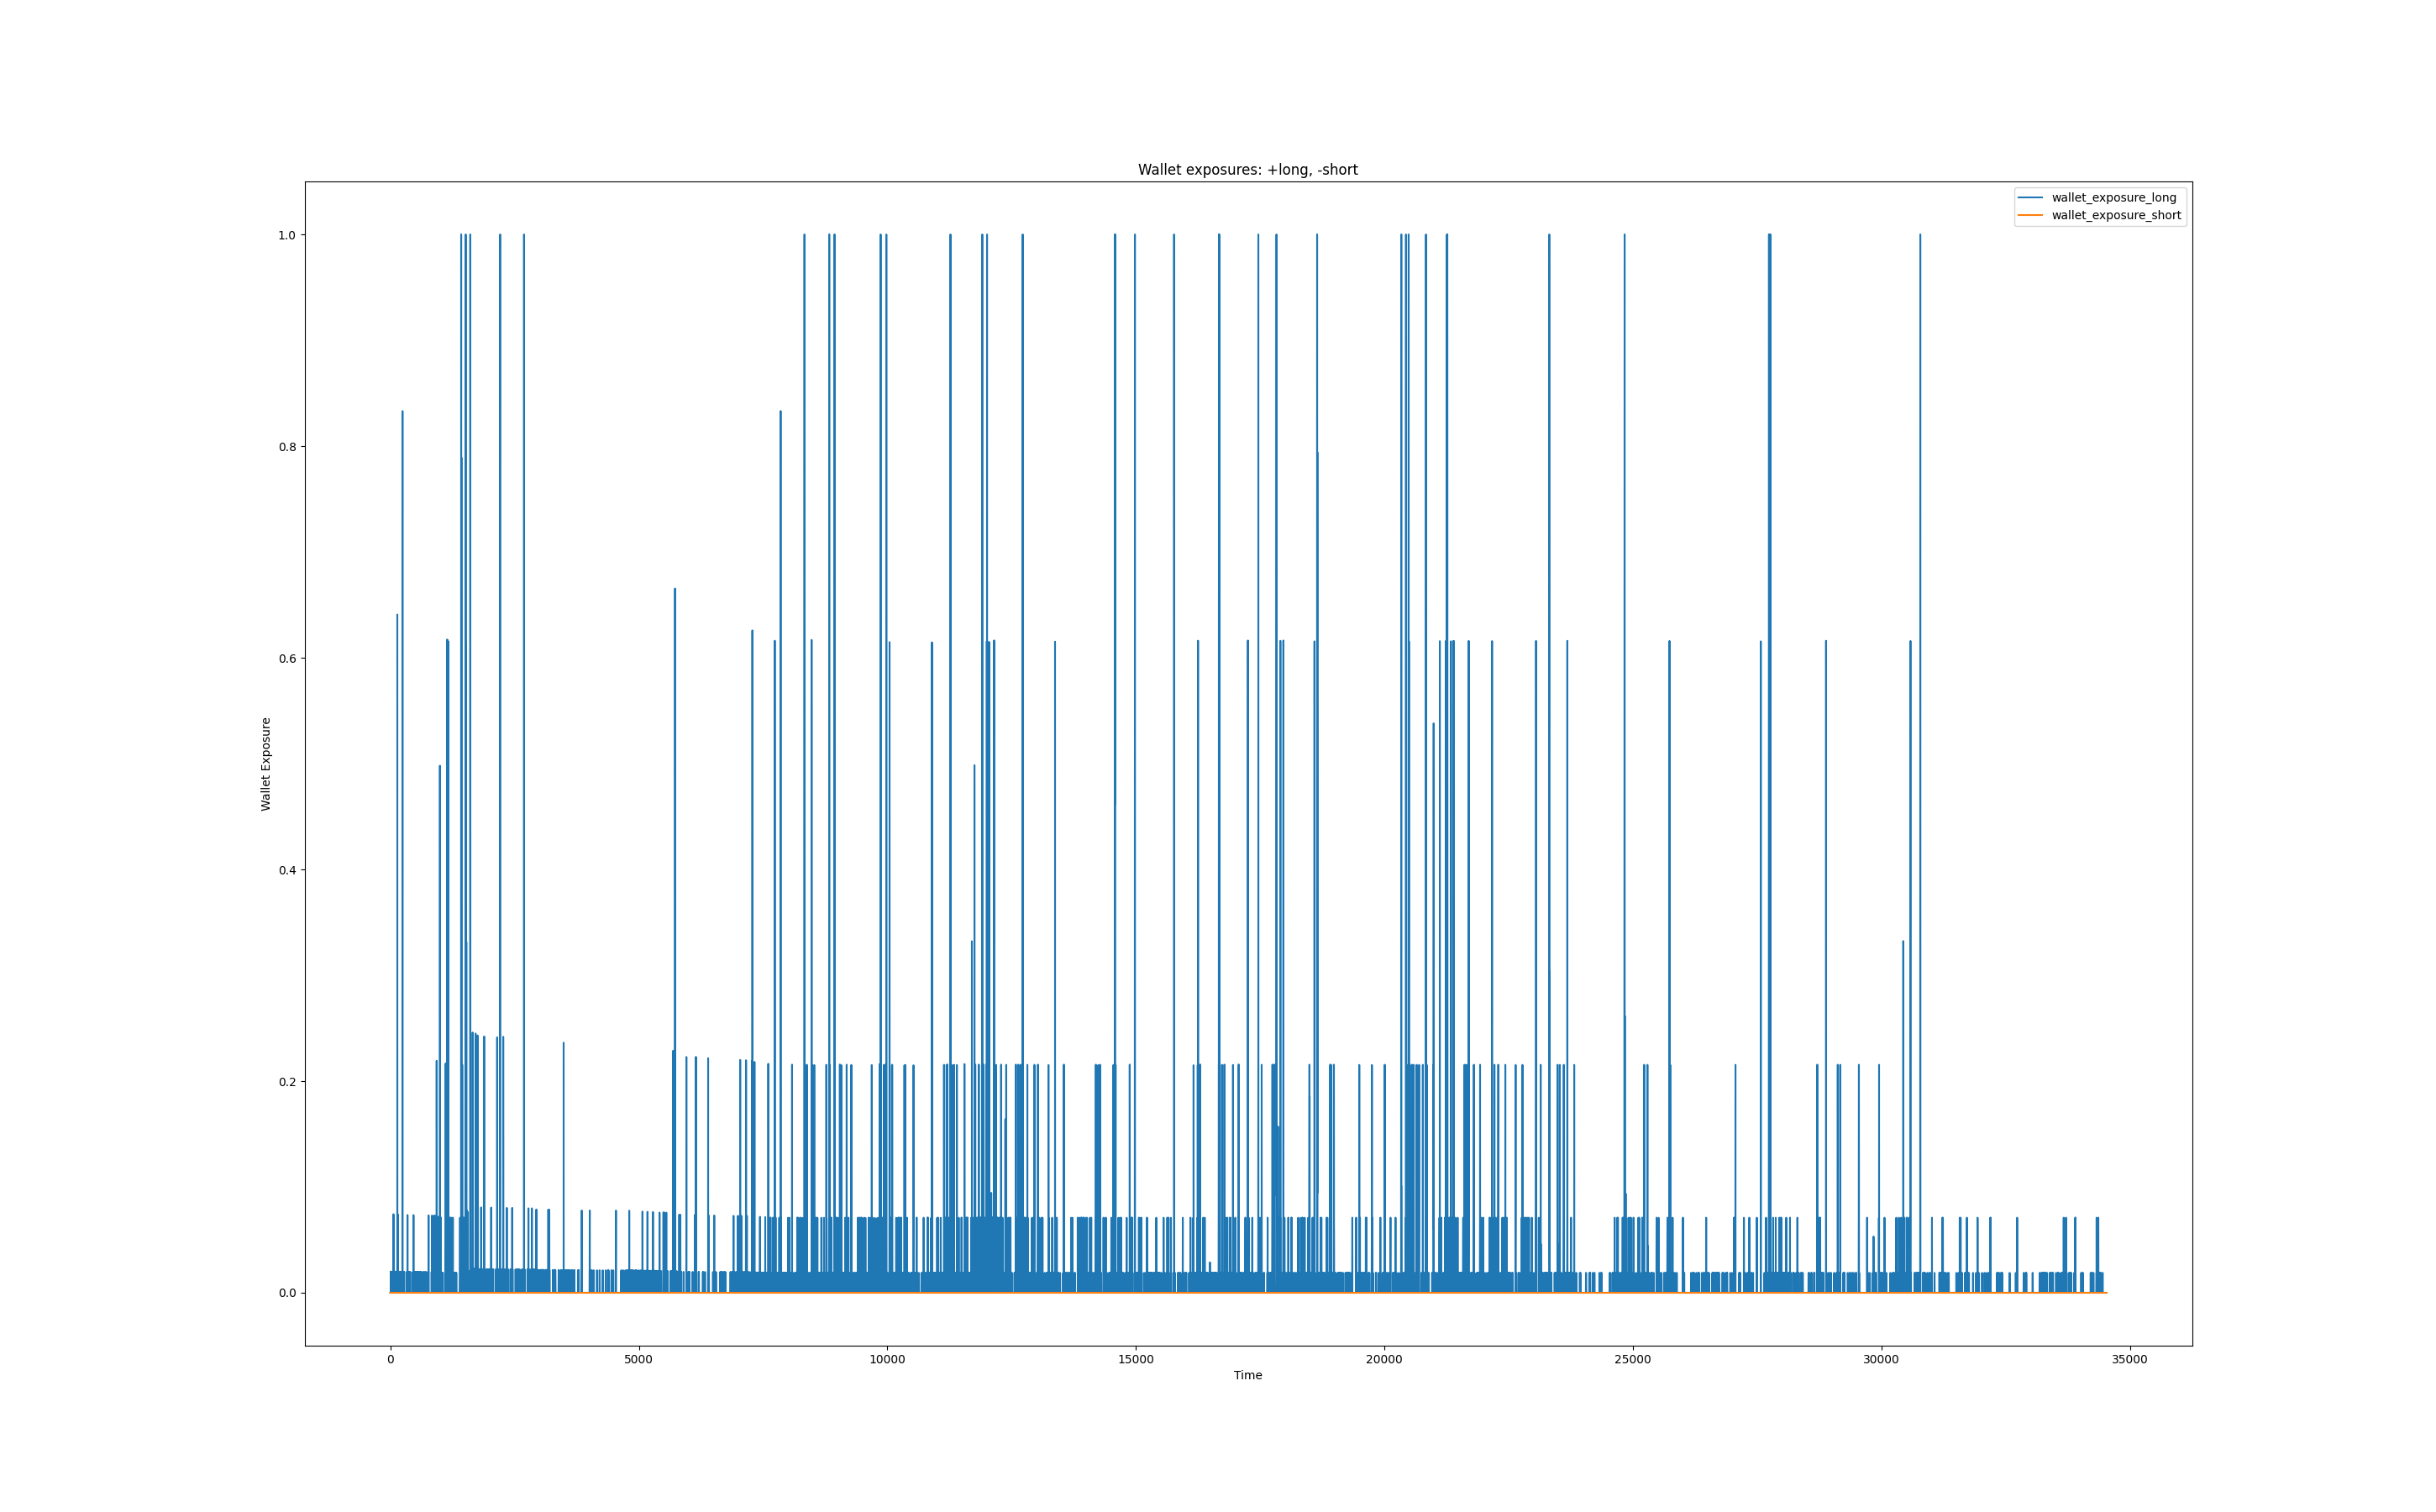 Wallet exposures: +long, -short
wallet_exposure_long
wallet_exposure_short
1.0
0.8
0.6
0.4
0.2
0.0
Wallet Exposure
0 5000 10000 15000 20000 25000 30000 35000
Time